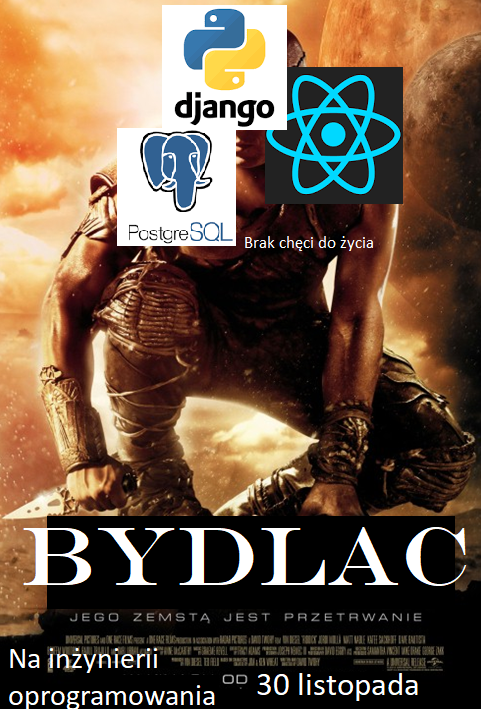 django
PostgreSQL
Brak chęci do życia
BYDLAC
JEGO ZEMSTĄ JEST PRZETRWANIE
Na inżynierii
oprogramowania
OD 30 listopada